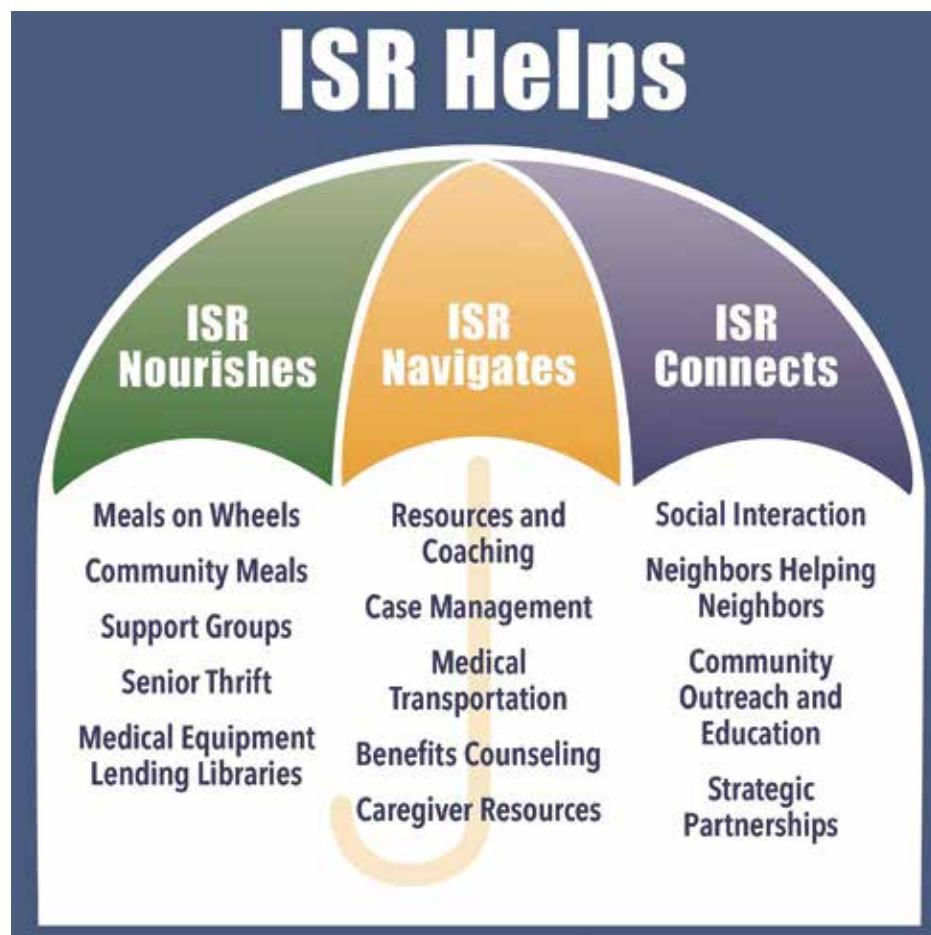 ISR Helps
ISR
Nourishes
Meals on Wheels
Community Meals
Support Groups
Senior Thrift
Medical Equipment
Lending Libraries
ISR
Navigates
Resources and
Coaching
Case Management
Medical
Transportation
Benefits Counseling
Caregiver Resources
ISR
Connects
Social Interaction
Neighbors Helping
Neighbors
Community
Outreach and
Education
Strategic
Partnerships